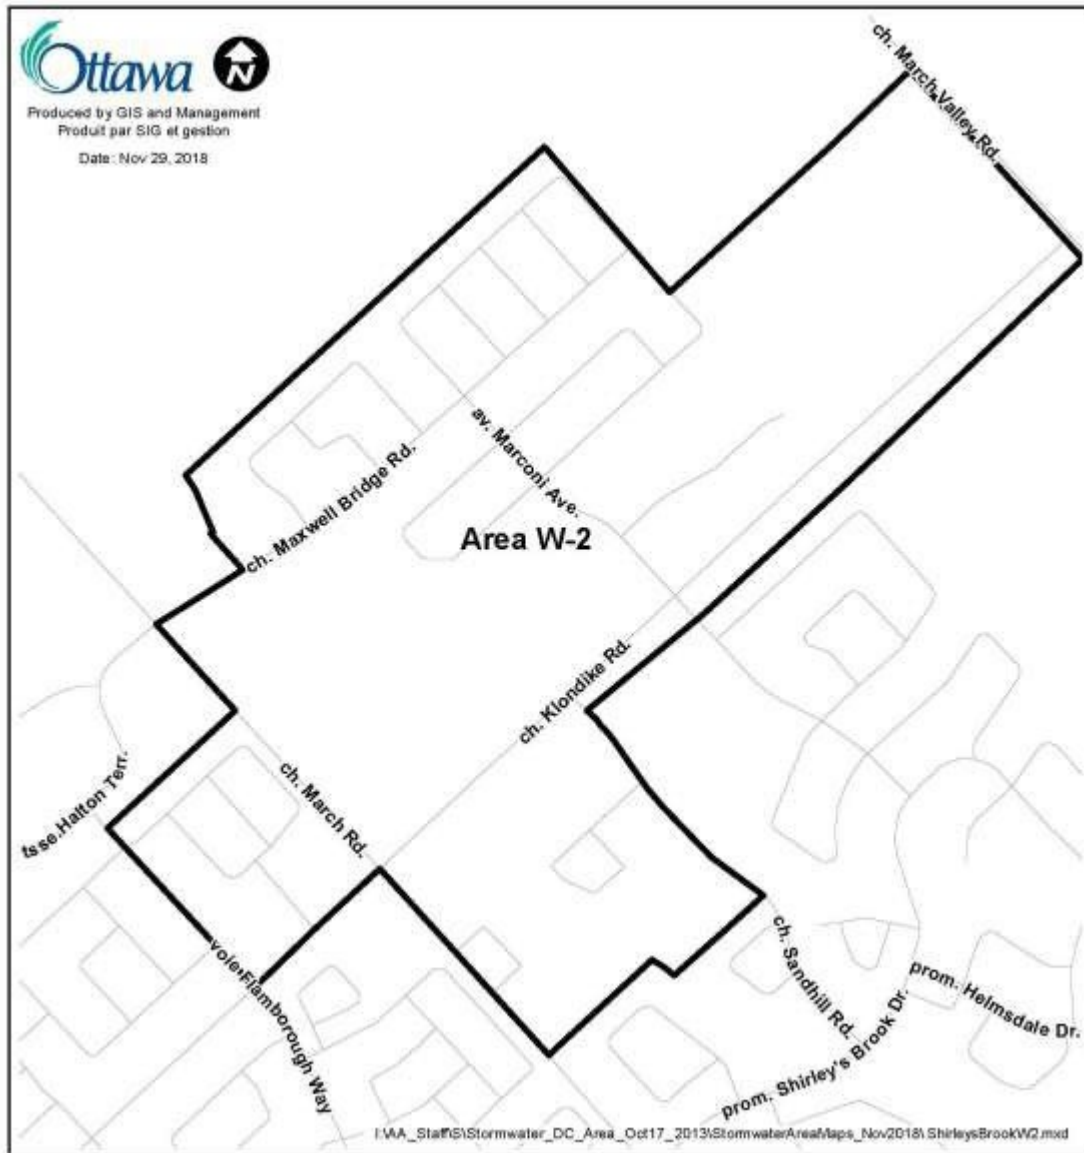 Ottawa
N
Produced by GIS and Management
Produit par SIG et gestion
Date: Nov 29, 2018
ch. March Valley Rd.
av. Marconi Ave.
ch. Maxwell Bridge Rd.
Area W-2
ch. Klondike Rd.
ch. March Rd.
tsse.Halton Terr.
voie Flamborough Way
ch. Sandhill Rd.
prom. Helmsdale Dr.
prom. Shirley's Brook Dr.
I:\AA_Staff\S\Stormwater_DC_Area_Oct17_2013\StormwaterAreaMaps_Nov2018\ShirleysBrookW2.mxd